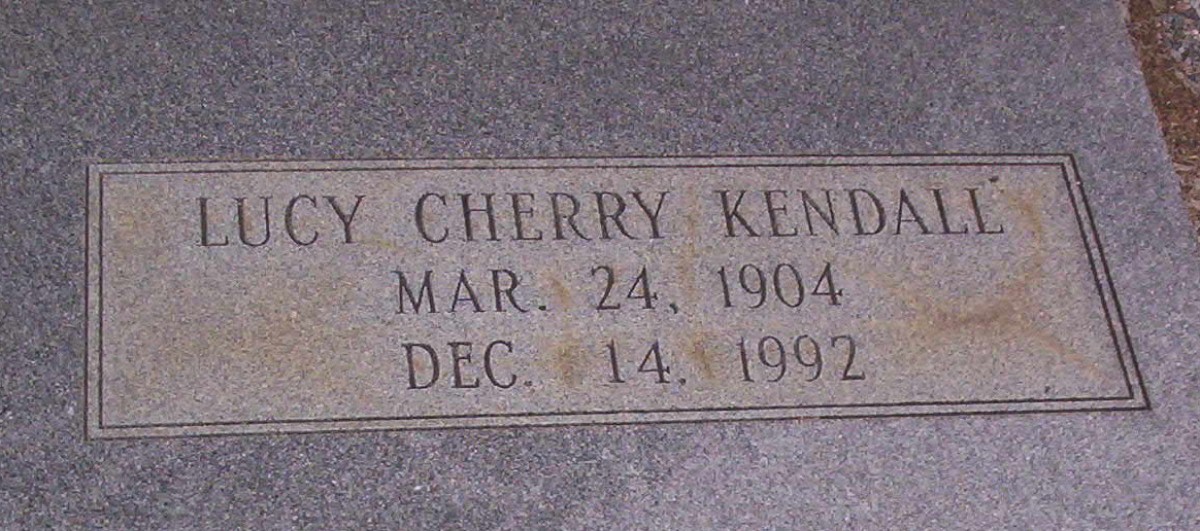 LUCY CHERRY KENDALL
MAR. 24, 1904
DEC. 14, 1992